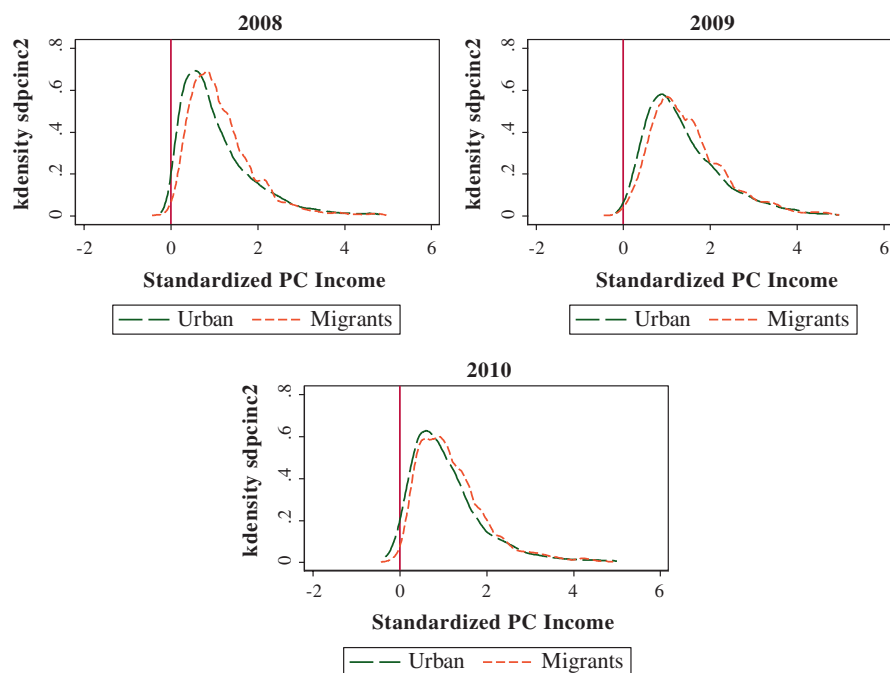 2008
kdensity sdpcinc2
0 .2 .4 .6 .8
-2 0 2 4 6
Standardized PC Income
Urban Migrants
2009
kdensity sdpcinc2
0 .2 .4 .6 .8
-2 0 2 4 6
Standardized PC Income
Urban Migrants
2010
kdensity sdpcinc2
0 .2 .4 .6 .8
-2 0 2 4 6
Standardized PC Income
Urban Migrants